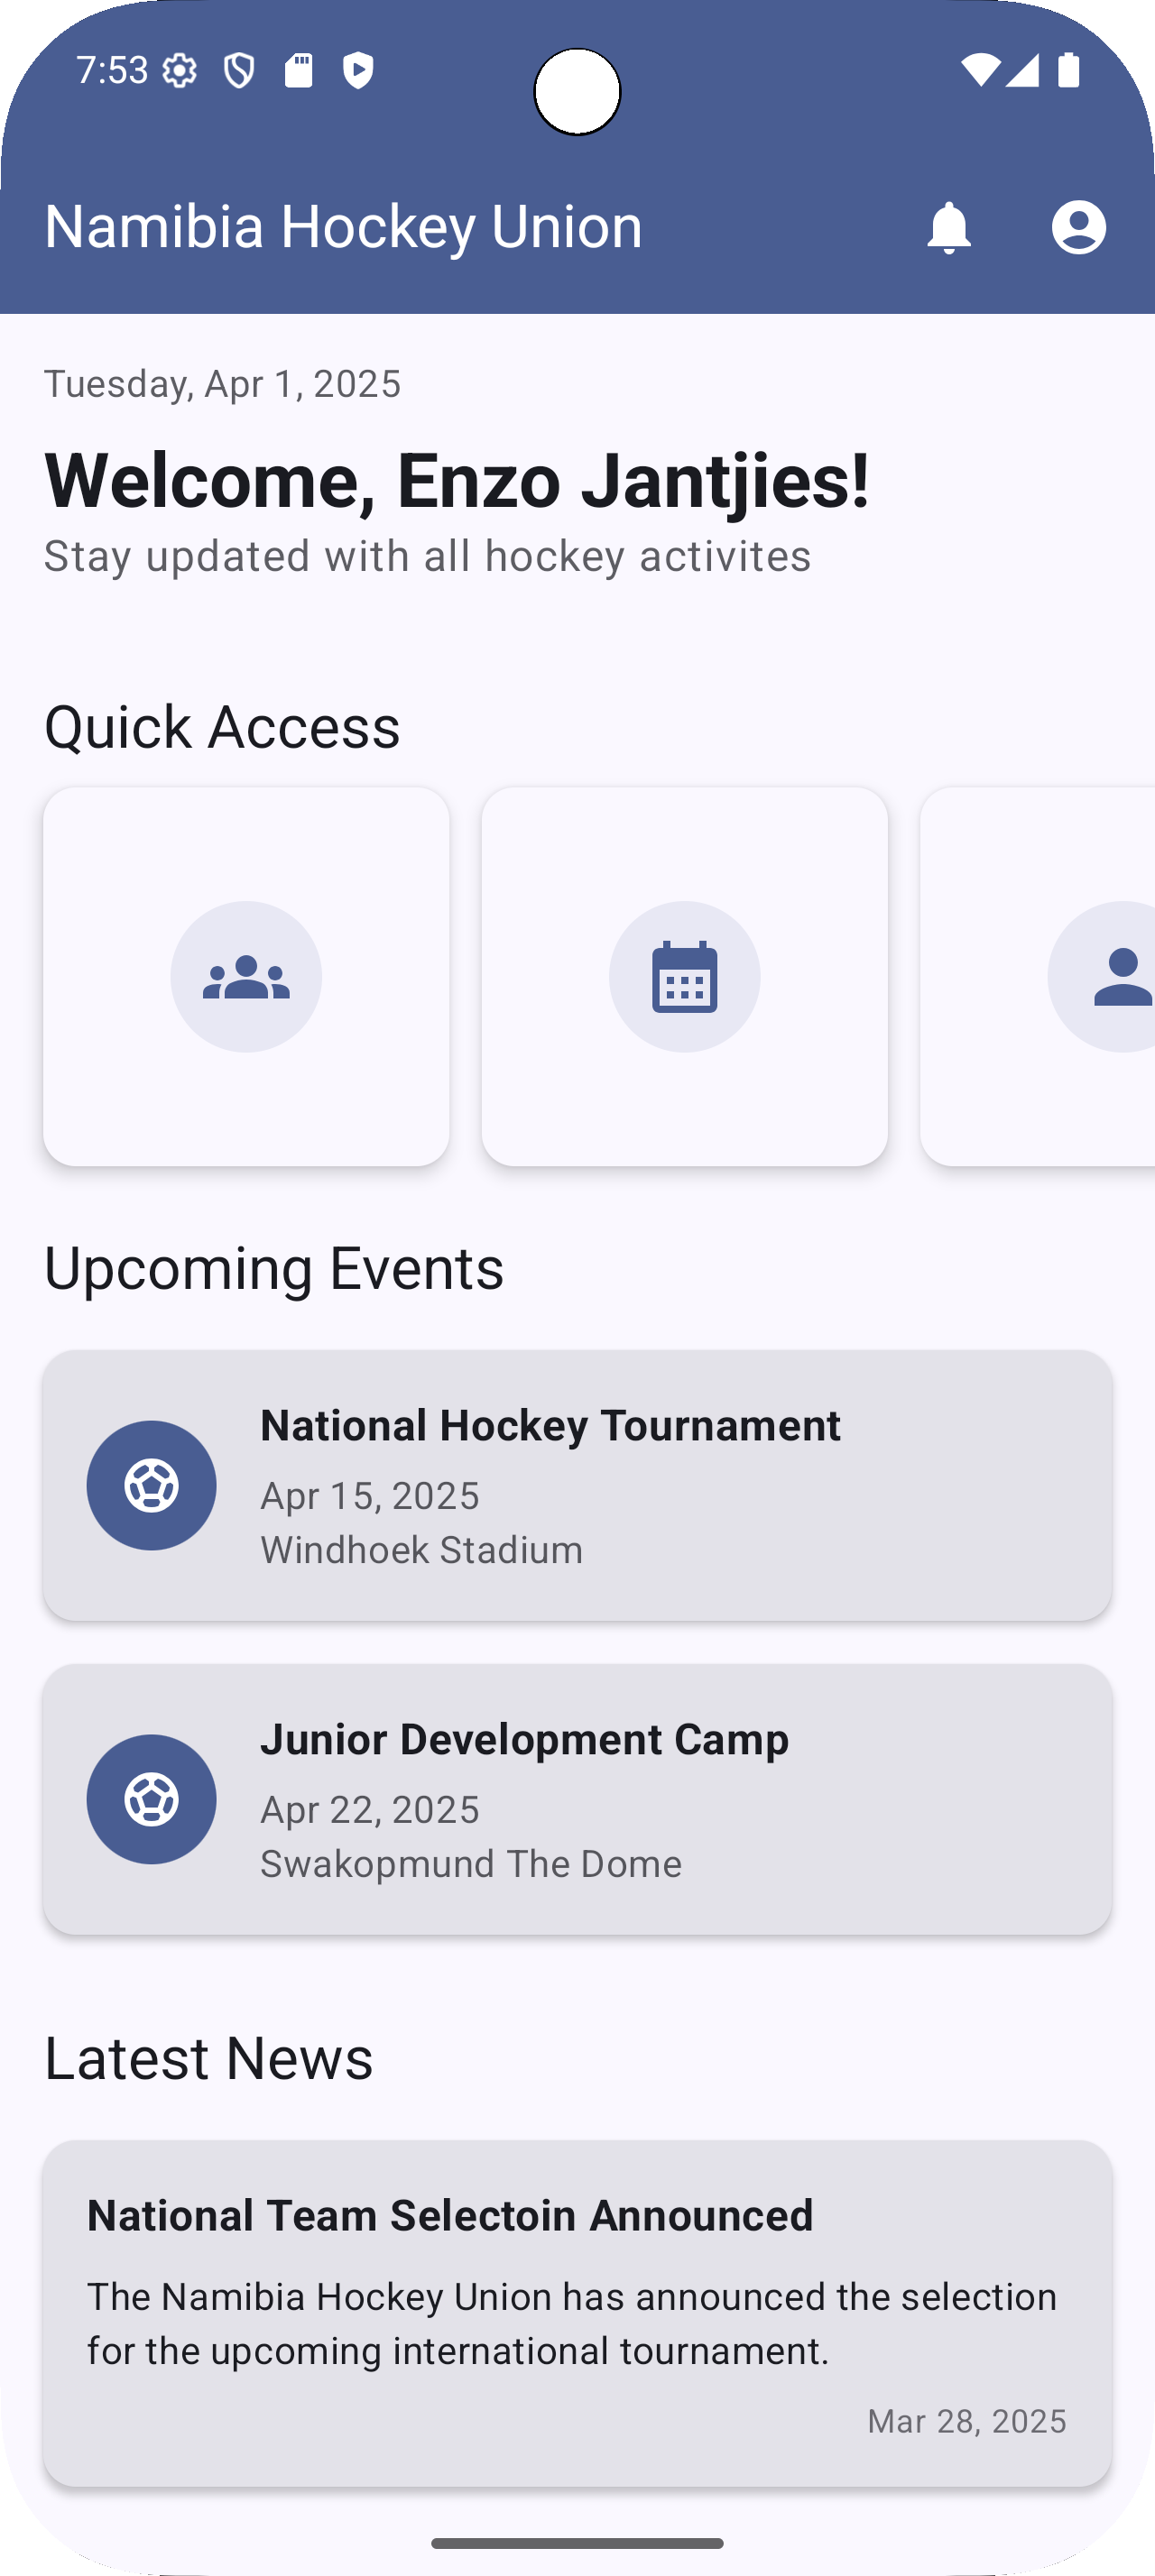 7:53
Namibia Hockey Union
Tuesday, Apr 1, 2025
Welcome, Enzo Jantjies!
Stay updated with all hockey activites
Quick Access
Upcoming Events
National Hockey Tournament
Apr 15, 2025
Windhoek Stadium
Junior Development Camp
Apr 22, 2025
Swakopmund The Dome
Latest News
National Team Selectoin Announced
The Namibia Hockey Union has announced the selection
for the upcoming international tournament.
Mar 28, 2025